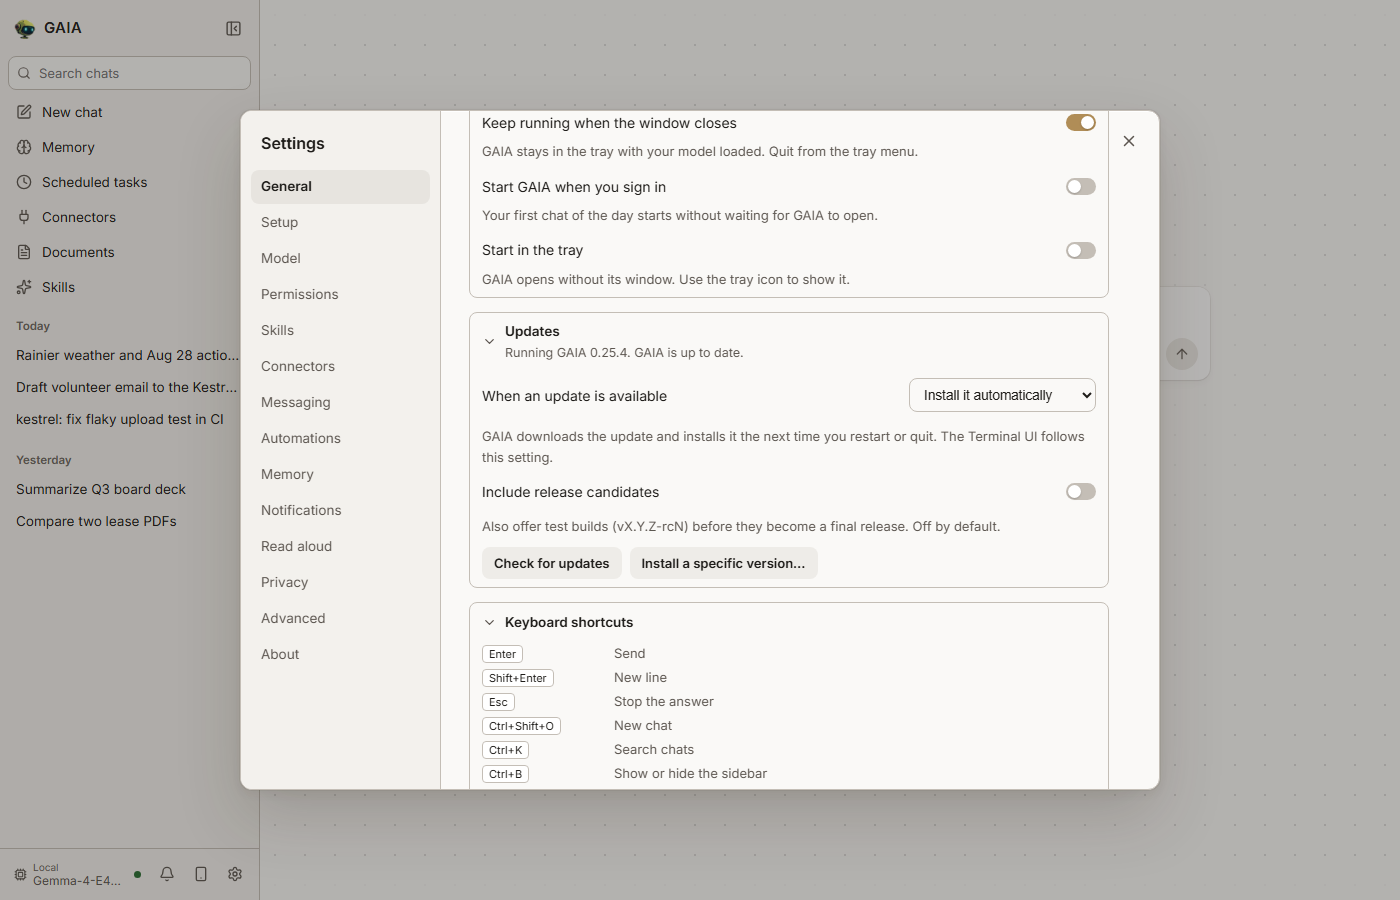 GAIA
Search chats
New chat
Memory
Scheduled tasks
Connectors
Documents
Skills
Today
Rainier weather and Aug 28 actio...
Draft volunteer email to the Kestr...
kestrel: fix flaky upload test in CI
Yesterday
Summarize Q3 board deck
Compare two lease PDFs
Local
Gemma-4-E4...
Settings
General
Setup
Model
Permissions
Skills
Connectors
Messaging
Automations
Memory
Notifications
Read aloud
Privacy
Advanced
About
Keep running when the window closes
GAIA stays in the tray with your model loaded. Quit from the tray menu.
Start GAIA when you sign in
Your first chat of the day starts without waiting for GAIA to open.
Start in the tray
GAIA opens without its window. Use the tray icon to show it.
Updates
Running GAIA 0.25.4. GAIA is up to date.
When an update is available
Install it automatically
GAIA downloads the update and installs it the next time you restart or quit. The Terminal UI follows
this setting.
Include release candidates
Also offer test builds (vX.Y.Z-rcN) before they become a final release. Off by default.
Check for updates
Install a specific version...
Keyboard shortcuts
Enter Send
Shift+Enter New line
Esc Stop the answer
Ctrl+Shift+O New chat
Ctrl+K Search chats
Ctrl+B Show or hide the sidebar